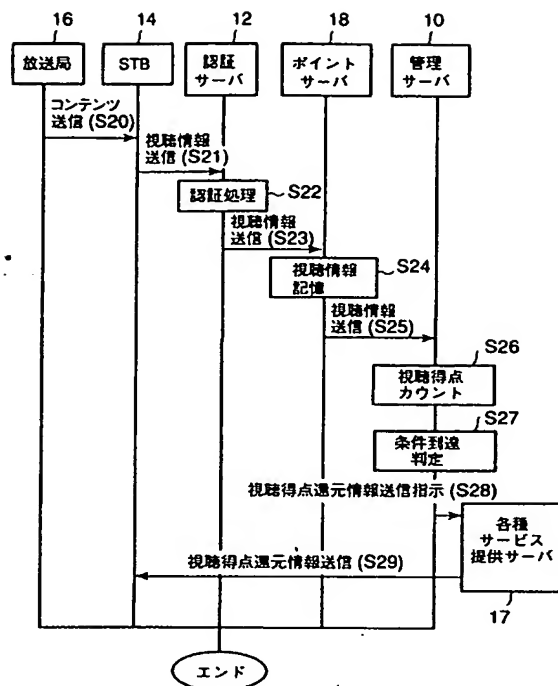 16
14
12
18
10
放送局
STB
認証
サーバ
ポイント
サーバ
管理
サーバ
コンテンツ
送信 (S20)
視聴情報
送信 (S21)
認証処理
S22
視聴情報
送信 (S23)
視聴情報
記憶
S24
視聴情報
送信 (S25)
S26
視聴得点
カウント
S27
条件到達
判定
視聴得点還元情報送信指示 (S28)
各種
サービス
提供サーバ
視聴得点還元情報送信 (S29)
17
エンド